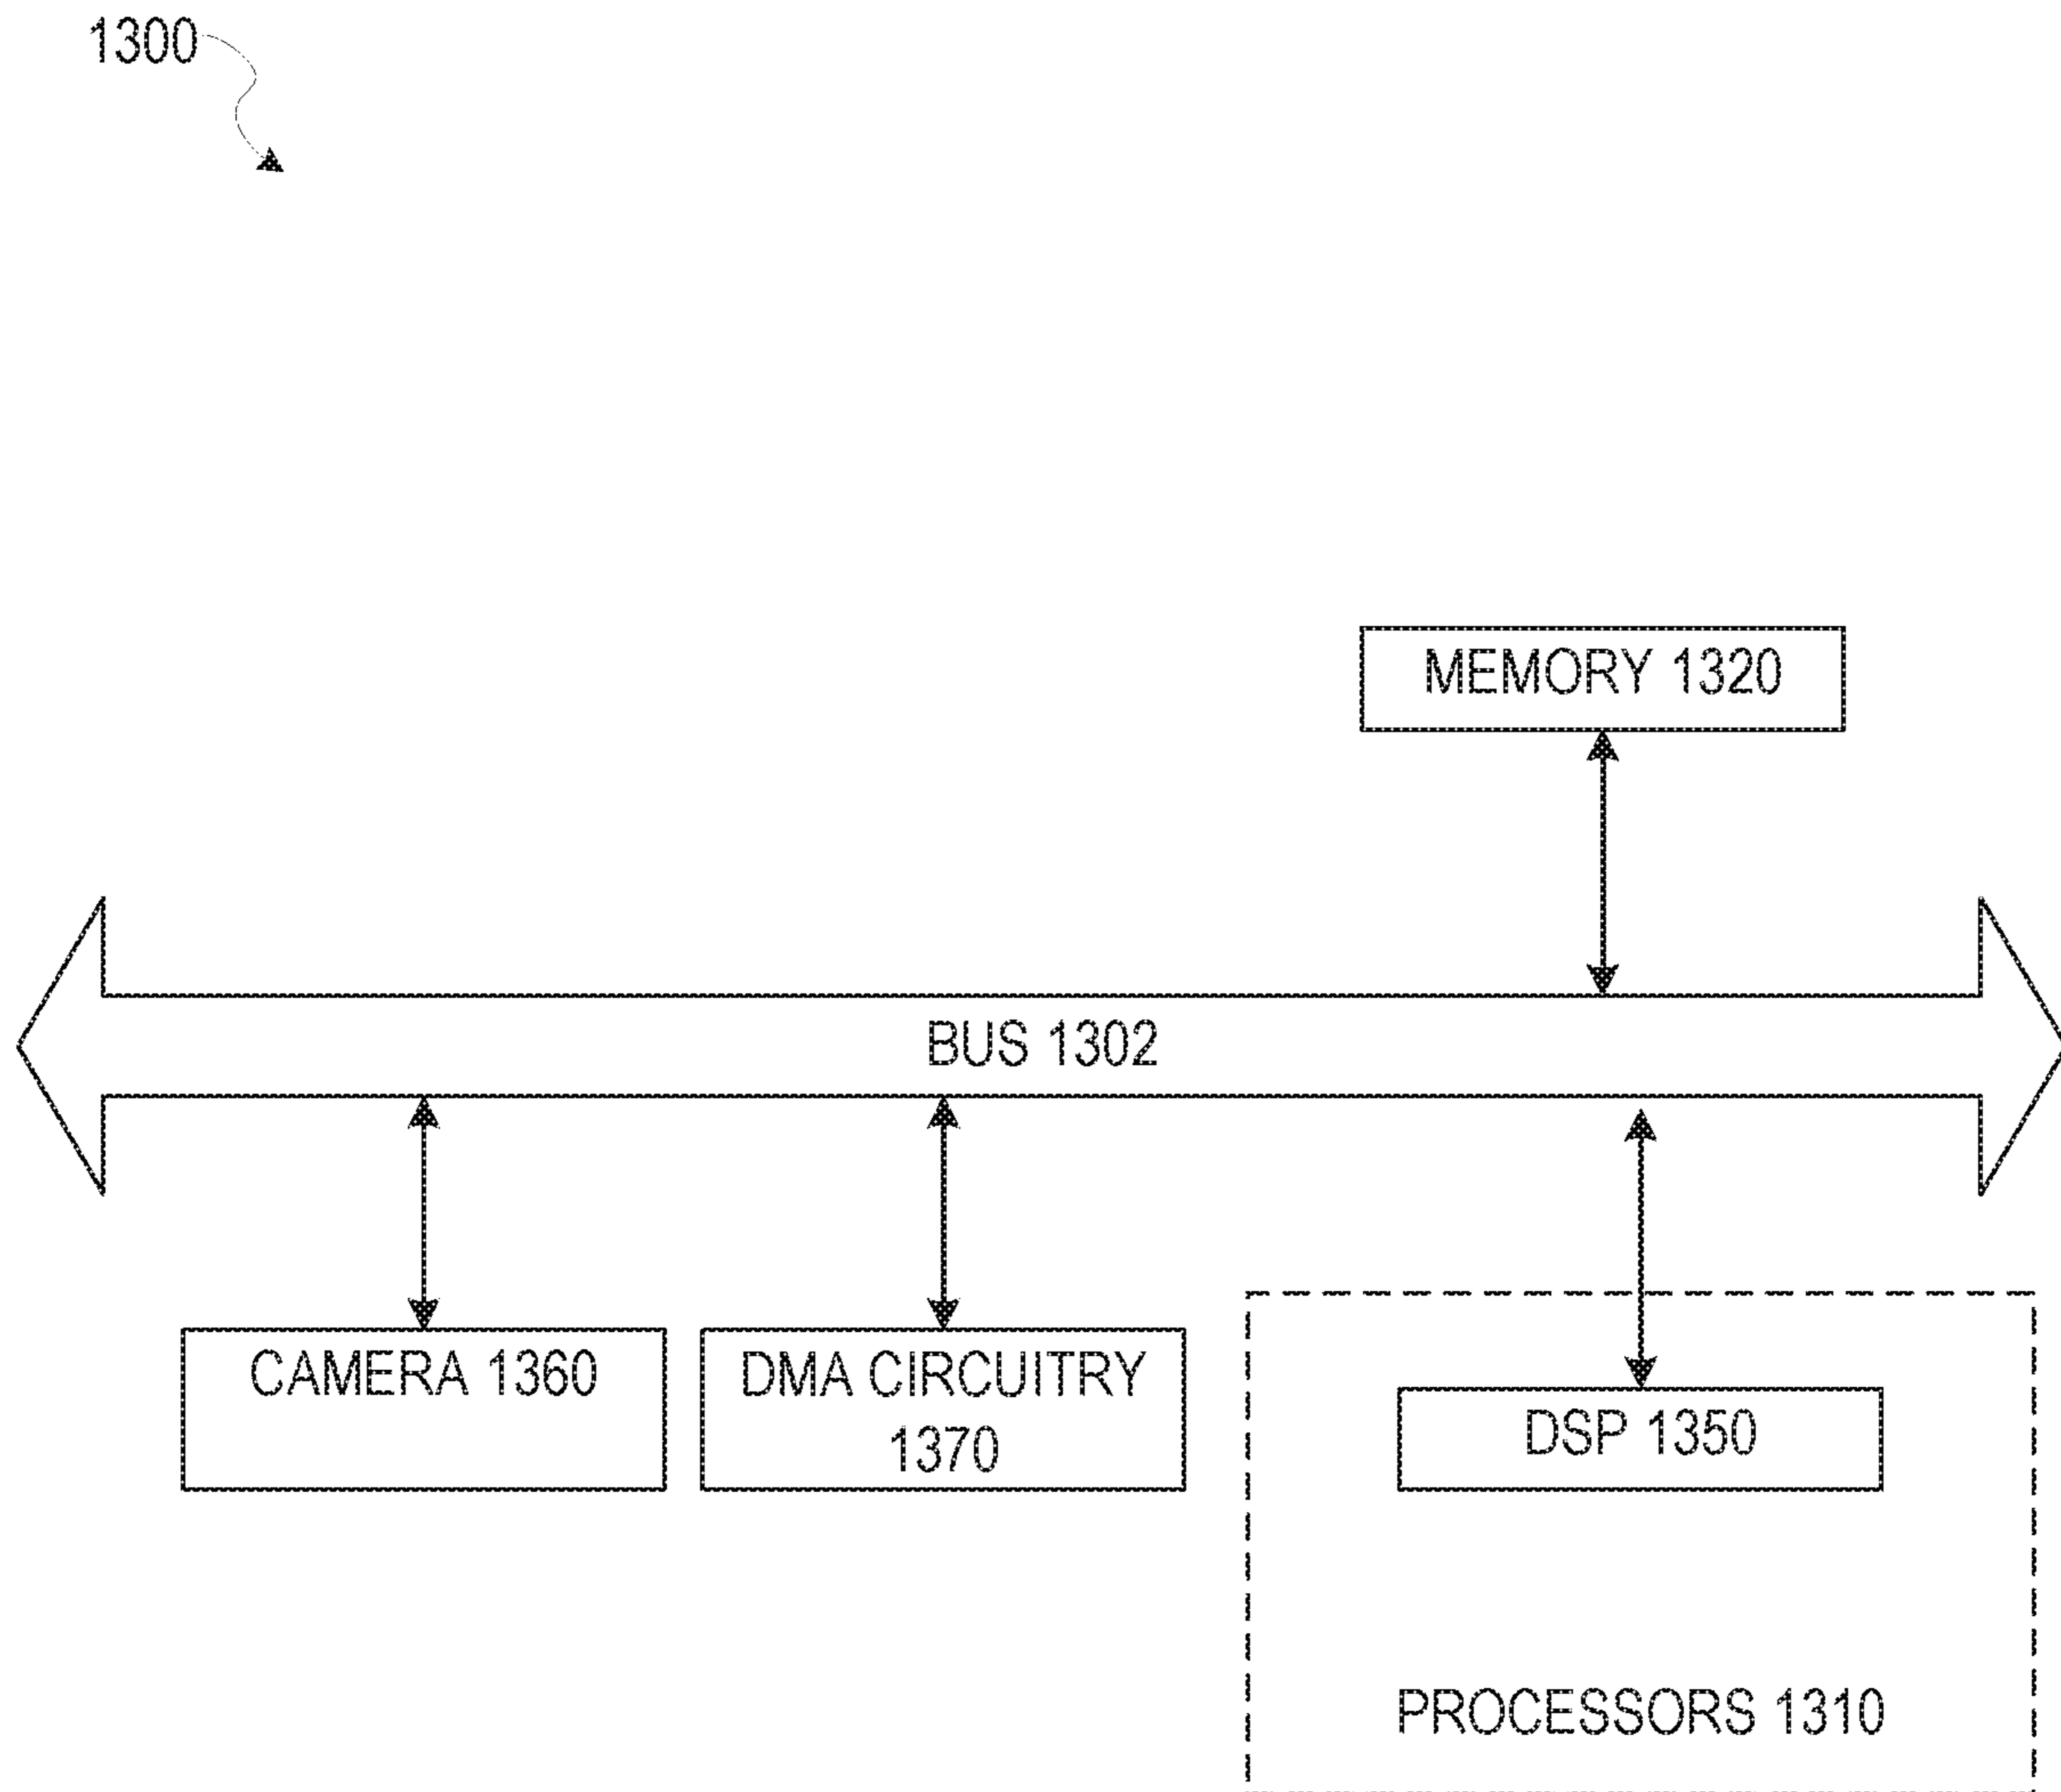 1300
MEMORY 1320
BUS 1302
CAMERA 1360
DMA CIRCUITRY
1370
DSP 1350
PROCESSORS 1310